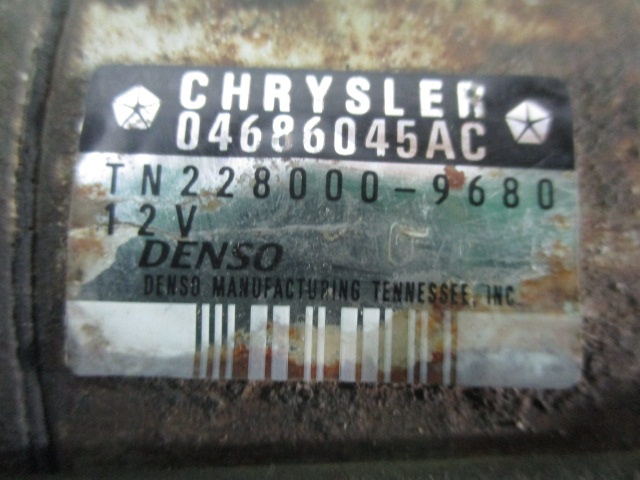 CHRYSLER
04686045AC
TN228000-9680
12V
DENSO
DENSO MANUFACTURING TENNESSEE, INC.